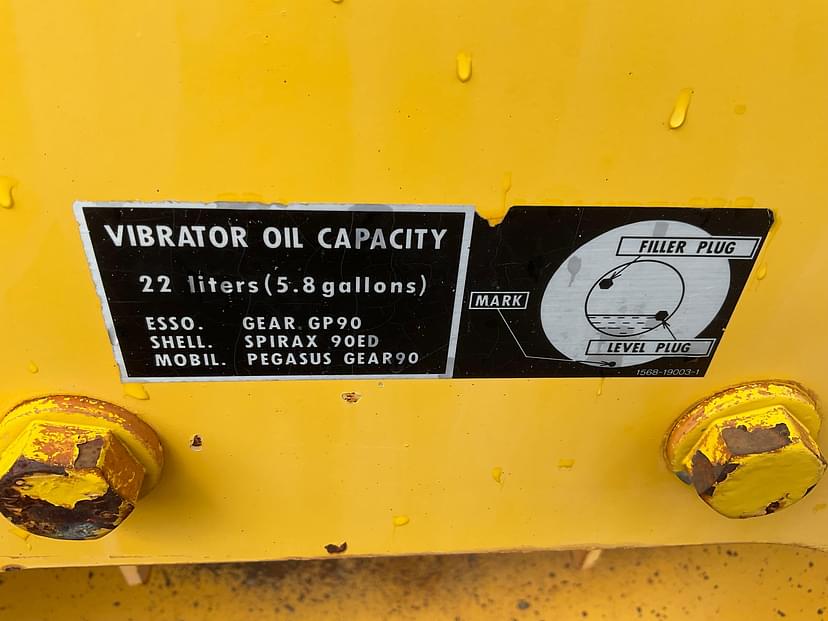 VIBRATOR OIL CAPACITY
22 liters (5.8 gallons)
ESSO. GEAR GP90
SHELL. SPIRAX 90ED
MOBIL. PEGASUS GEAR90
FILLER PLUG
MARK
LEVEL PLUG
1568-19003-1